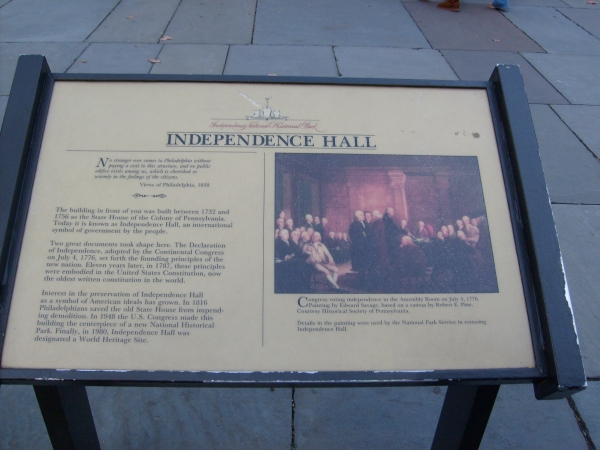 Independence National Historical Park
INDEPENDENCE HALL
No stranger ever comes to Philadelphia without
paying a visit to this structure, and no public
edifice exists among us, which is cherished so
warmly in the feelings of the citizens.
Views of Philadelphia,
The building in front of you was built between 1732 and
1756 as the State House of the Colony of Pennsylvania.
Today it is known as Independence Hall, an international
symbol of government by the people.
Two great documents took shape here. The Declaration
of Independence, adopted by the Continental Congress
on July 4, 1776, set forth the founding principles of the
new nation. Eleven years later, in 1787, these principles
were embodied in the United States Constitution, now
the oldest written constitution in the world.
Interest in the preservation of Independence Hall
as a symbol of American ideals has grown. In 1816
Philadelphians saved the old State House from impend-
ing demolition. In 1948 the U.S. Congress made this
building the centerpiece of a new National Historical
Park. Finally, in 1980, Independence Hall was
designated a World Heritage Site.
Congress voting independence in the Assembly Room on July 4, 1776.
Painting by Edward Savage, based on a canvas by Robert E. Pine.
Courtesy Historical Society of Pennsylvania.
Details in the painting were used by the National Park Service in restoring
Independence Hall.